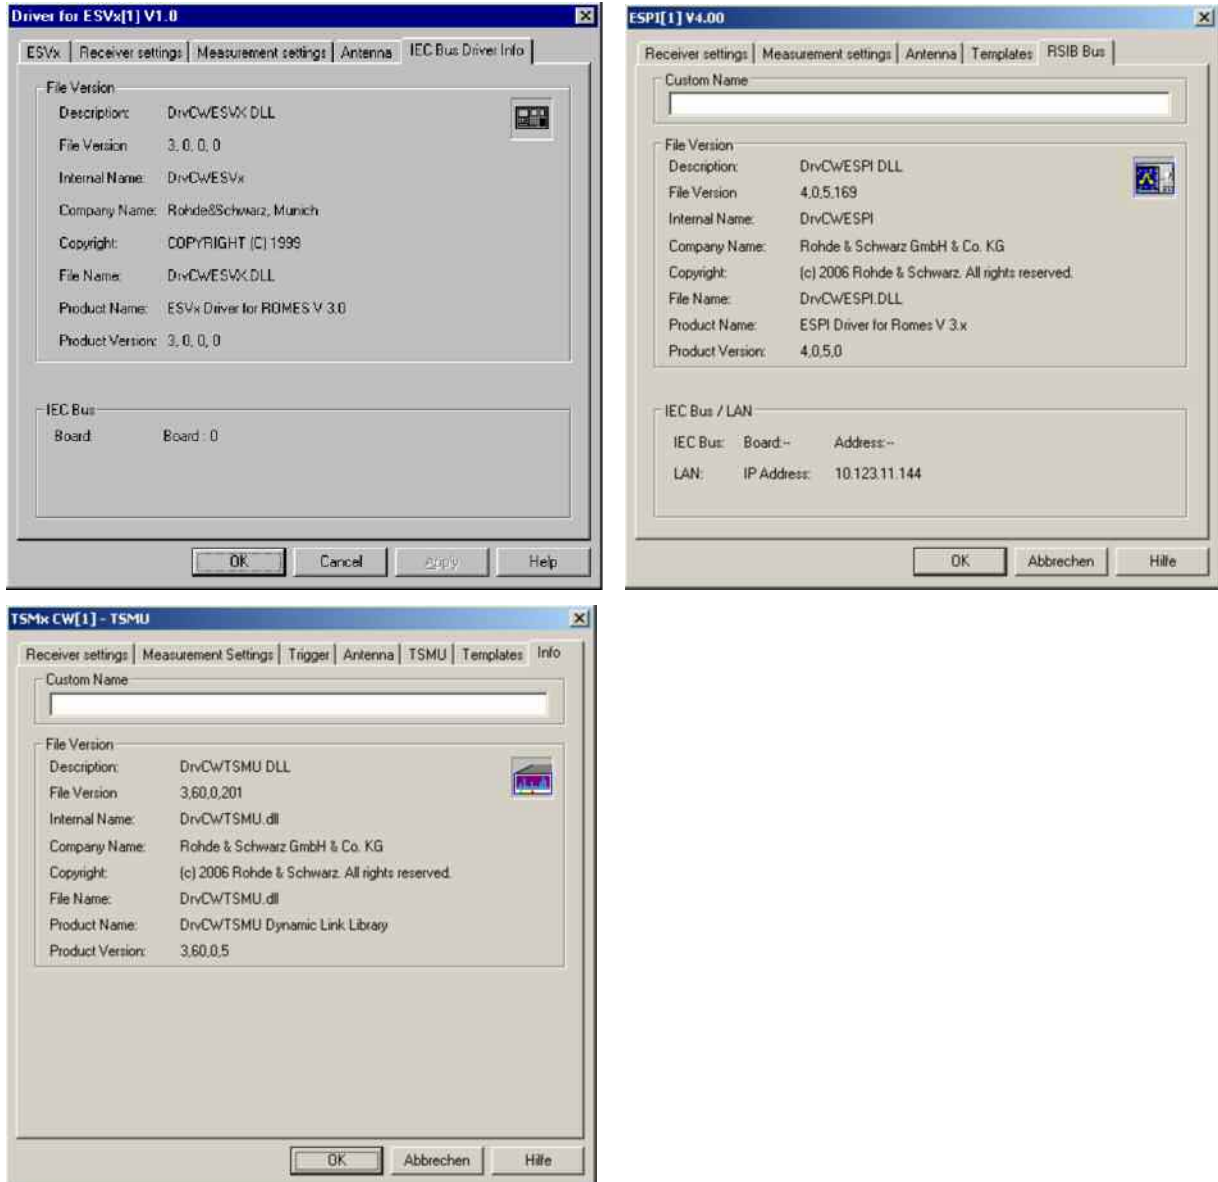 Driver for ESVx[1] V1.0
ESVx Receiver settings Measurement settings Antenna IEC Bus Driver Info
File Version
Description: DrvCWESVX DLL
File Version 3, 0, 0, 0
Internal Name: DrvCWESVx
Company Name: Rohde&Schwarz, Munich
Copyright: COPYRIGHT (C) 1999
File Name: DrvCWESVX.DLL
Product Name: ESVx Driver for ROMES V 3.0
Product Version: 3, 0, 0, 0
IEC Bus
Board: Board : 0
OK Cancel Apply Help
ESPI[1] V4.00
Receiver settings Measurement settings Antenna Templates RSIB Bus
Custom Name
File Version
Description: DrvCWESPI DLL
File Version 4,0,5,169
Internal Name: DrvCWESPI
Company Name: Rohde & Schwarz GmbH & Co. KG
Copyright: (c) 2006 Rohde & Schwarz. All rights reserved.
File Name: DrvCWESPI.DLL
Product Name: ESPI Driver for Romes V 3.x
Product Version: 4,0,5,0
IEC Bus / LAN
IEC Bus: Board:-- Address:--
LAN: IP Address: 10.123.11.144
OK Abbrechen Hilfe
TSMx CW[1] - TSMU
Receiver settings Measurement Settings Trigger Antenna TSMU Templates Info
Custom Name
File Version
Description: DrvCWTSMU DLL
File Version 3,60,0,201
Internal Name: DrvCWTSMU.dll
Company Name: Rohde & Schwarz GmbH & Co. KG
Copyright: (c) 2006 Rohde & Schwarz. All rights reserved.
File Name: DrvCWTSMU.dll
Product Name: DrvCWTSMU Dynamic Link Library
Product Version: 3,60,0,5
OK Abbrechen Hilfe